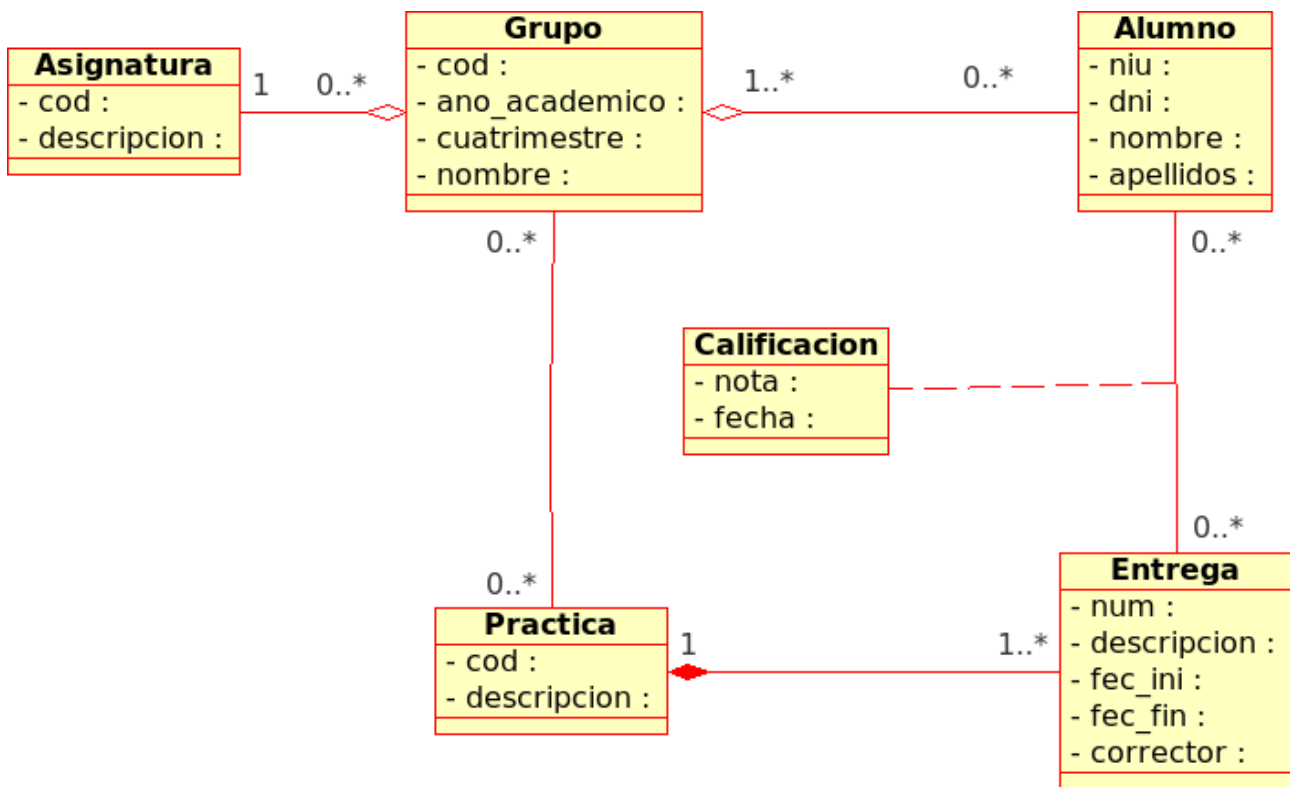 Asignatura
- cod :
- descripcion :
1
0..*
Grupo
- cod :
- ano_academico :
- cuatrimestre :
- nombre :
1..*
0..*
Alumno
- niu :
- dni :
- nombre :
- apellidos :
0..*
0..*
Calificacion
- nota :
- fecha :
0..*
0..*
Practica
- cod :
- descripcion :
1
1..*
Entrega
- num :
- descripcion :
- fec_ini :
- fec_fin :
- corrector :